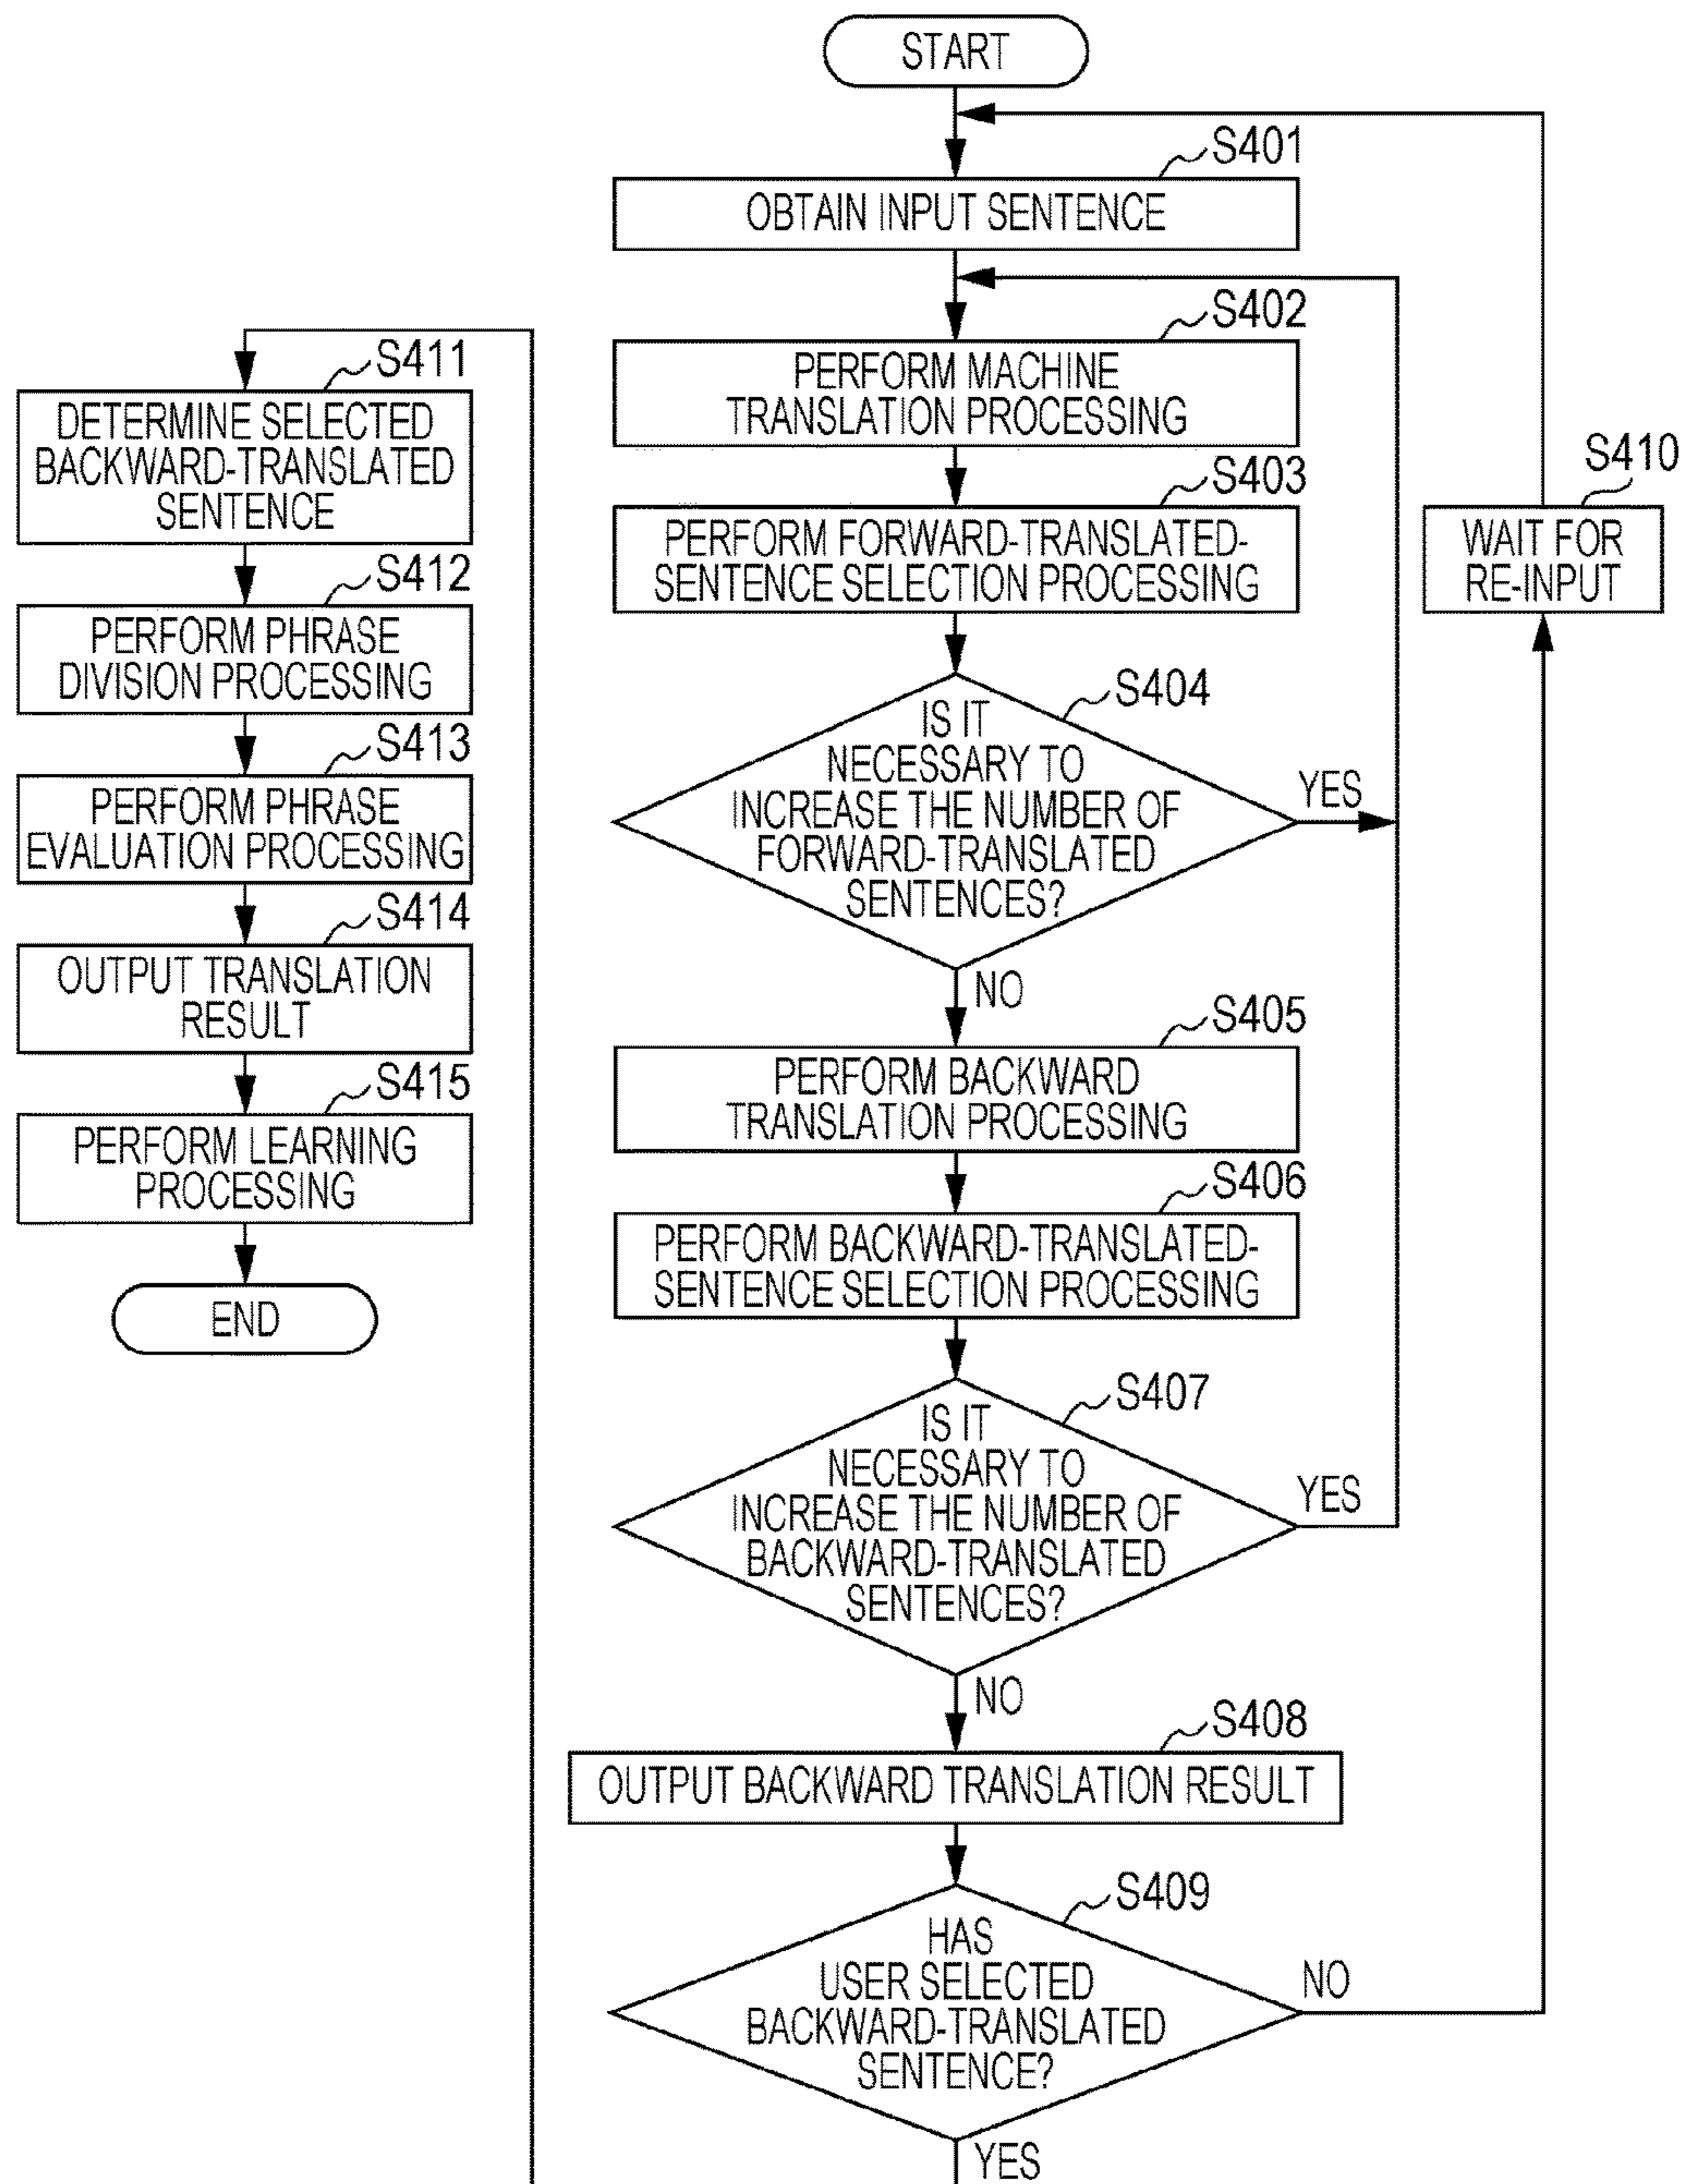 START
S401
OBTAIN INPUT SENTENCE
S402
PERFORM MACHINE
TRANSLATION PROCESSING
S403
PERFORM FORWARD-TRANSLATED-
SENTENCE SELECTION PROCESSING
S404
IS IT
NECESSARY TO
INCREASE THE NUMBER OF
FORWARD-TRANSLATED
SENTENCES?
YES
NO
S405
PERFORM BACKWARD
TRANSLATION PROCESSING
S406
PERFORM BACKWARD-TRANSLATED-
SENTENCE SELECTION PROCESSING
S407
IS IT
NECESSARY TO
INCREASE THE NUMBER OF
BACKWARD-TRANSLATED
SENTENCES?
YES
NO
S408
OUTPUT BACKWARD TRANSLATION RESULT
S409
HAS
USER SELECTED
BACKWARD-TRANSLATED
SENTENCE?
NO
YES
S410
WAIT FOR
RE-INPUT
S411
DETERMINE SELECTED
BACKWARD-TRANSLATED
SENTENCE
S412
PERFORM PHRASE
DIVISION PROCESSING
S413
PERFORM PHRASE
EVALUATION PROCESSING
S414
OUTPUT TRANSLATION
RESULT
S415
PERFORM LEARNING
PROCESSING
END